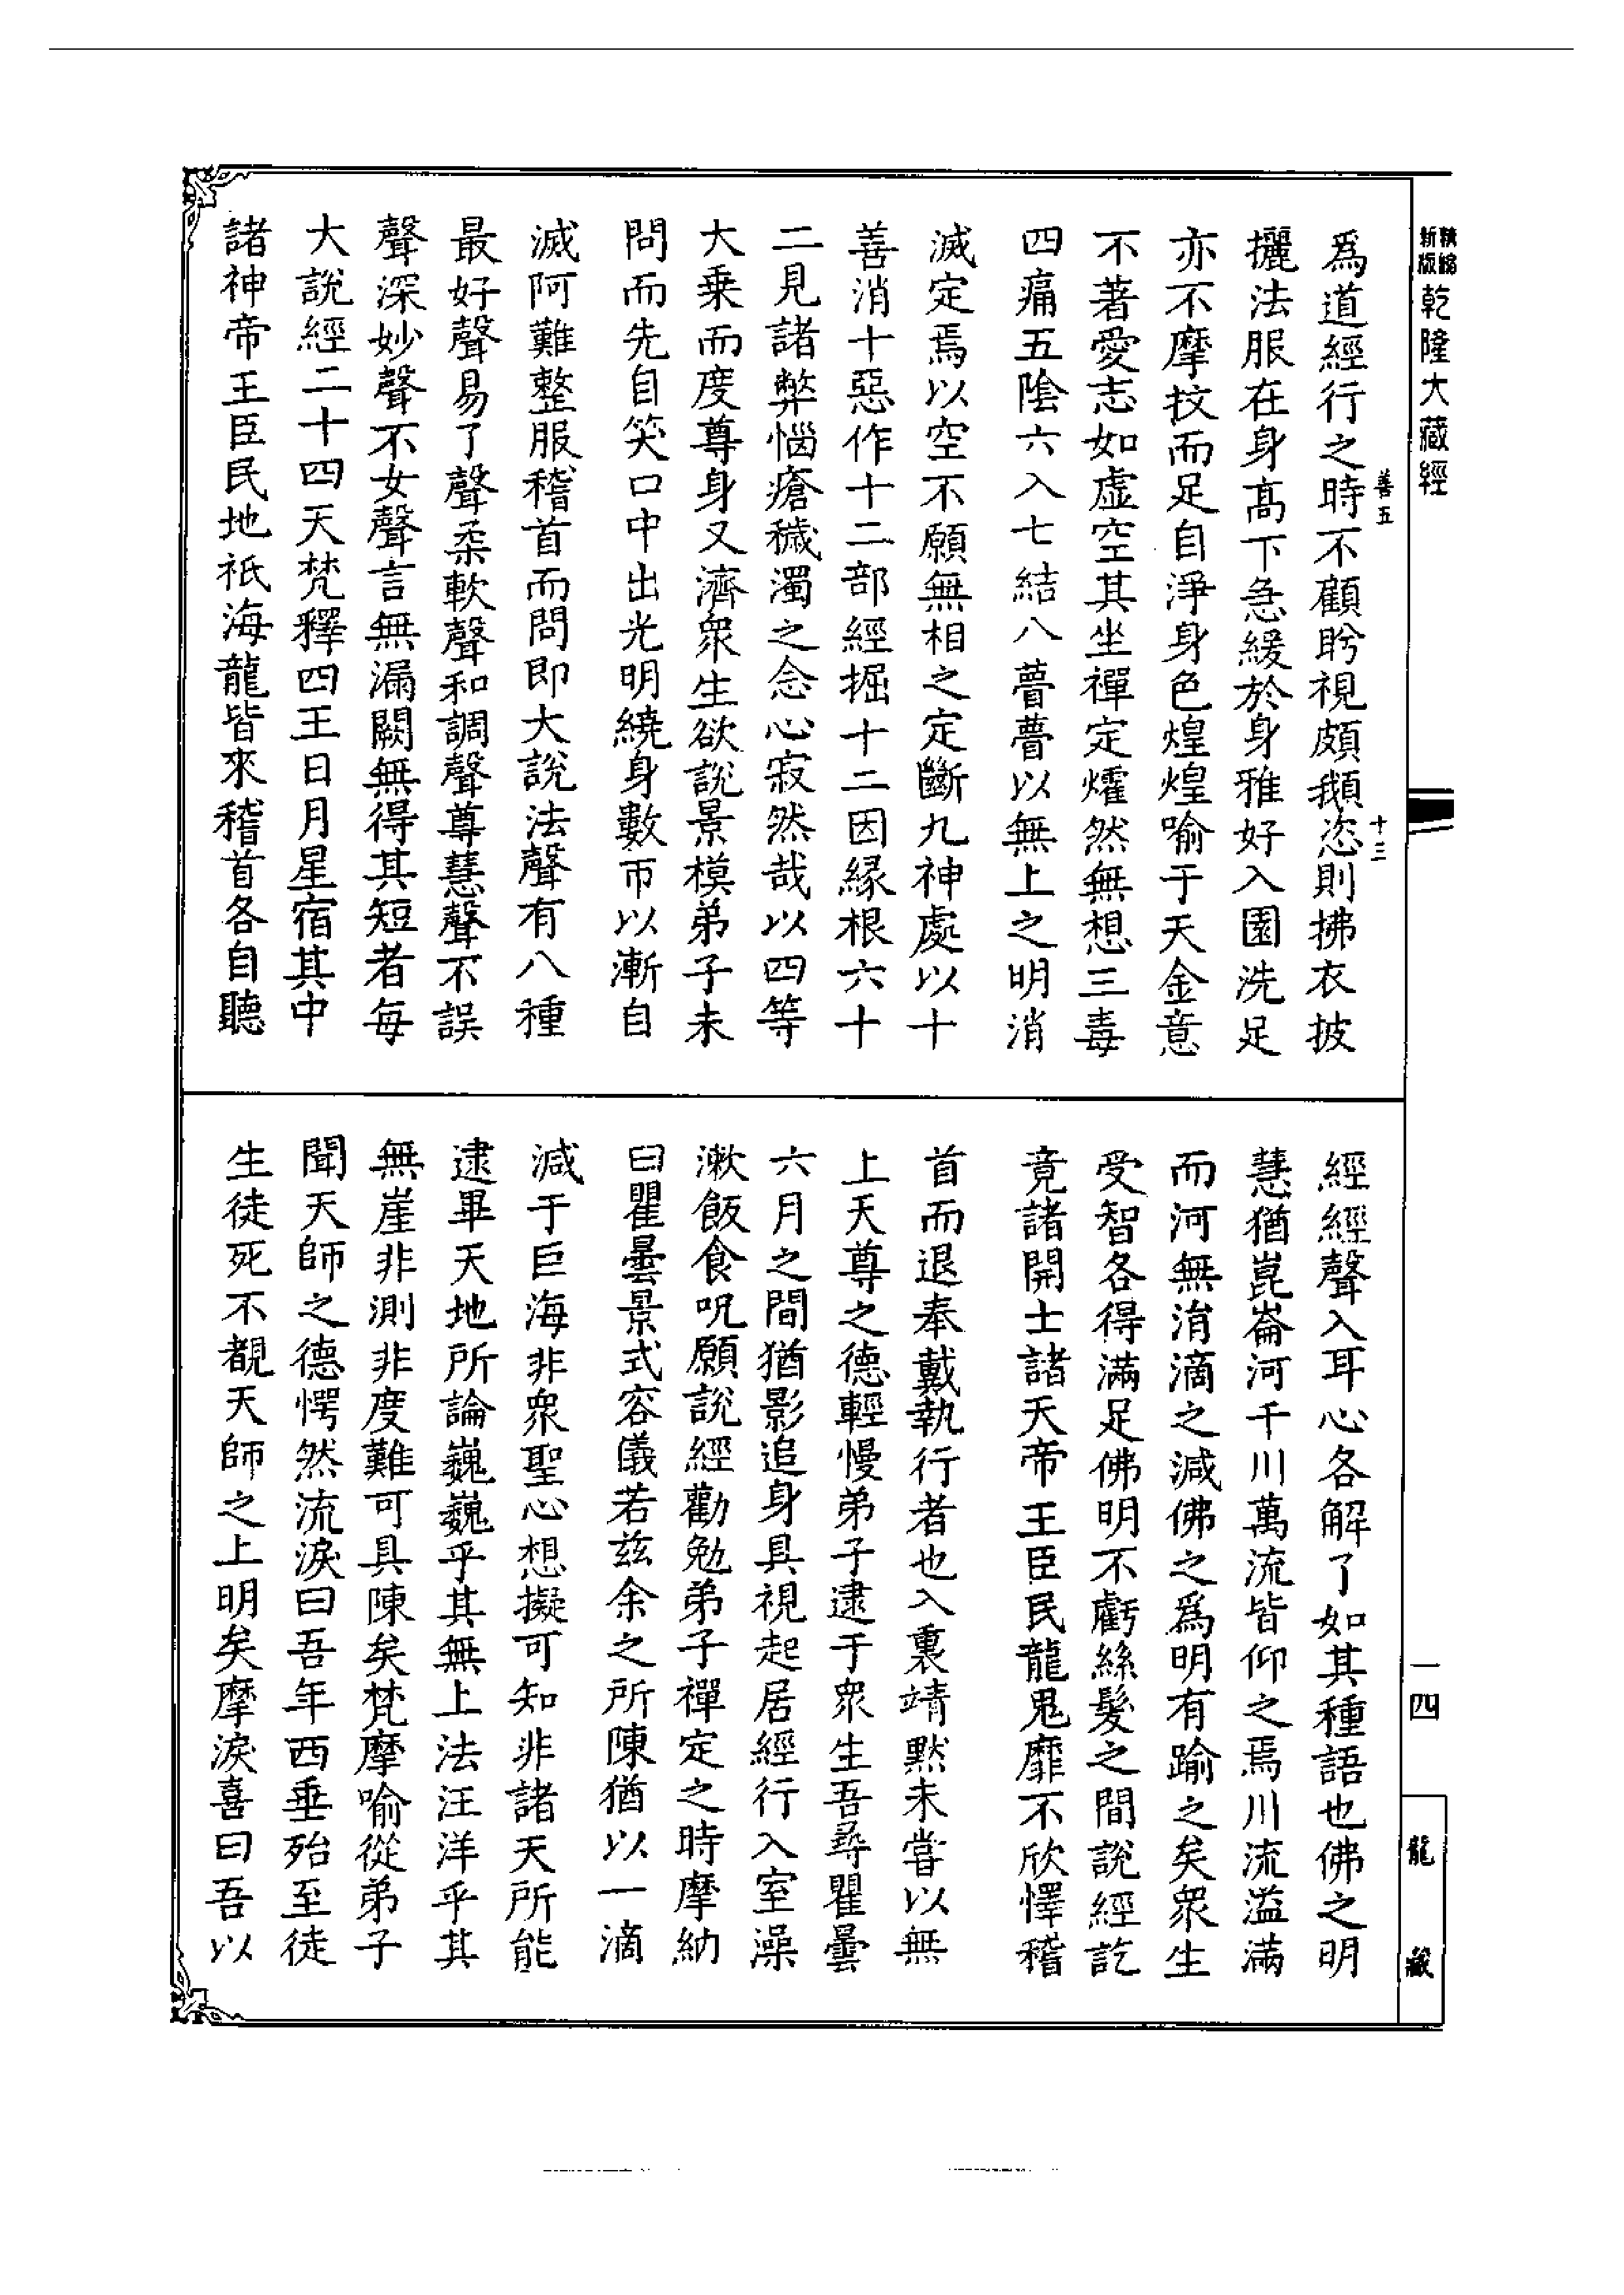 精編
新版
乾隆大藏經
善五
十三
爲道經行之時不顧盻視頗頞恣則拂衣披
攦法服在身高下急緩於身雅好入園洗足
亦不摩抆而足自淨身色煌煌喻于天金意
不著愛志如虛空其坐禪定燿然無想三毒
四痛五陰六入七結八瞢瞢以無上之明消
滅定焉以空不願無相之定斷九神處以十
善消十惡作十二部經掘十二因緣根六十
二見諸弊惱瘡穢濁之念心寂然哉以四等
大乗而度尊身又濟衆生欲說景模弟子未
問而先自笑口中出光明繞身數帀以漸自
滅阿難整服稽首而問即大說法聲有八種
最好聲易了聲柔軟聲和調聲尊慧聲不誤
聲深妙聲不女聲言無漏闕無得其短者每
大說經二十四天梵釋四王日月星宿其中
諸神帝王臣民地祇海龍皆來稽首各自聽
經經聲入耳心各解了如其種語也佛之明
慧猶崑崙河千川萬流皆仰之焉川流溢滿
而河無消滴之減佛之爲明有踰之矣衆生
受智各得滿足佛明不虧絲髮之間說經訖
竟諸開士諸天帝王臣民龍鬼靡不欣懌稽
首而退奉戴執行者也入裏靖默未嘗以無
上天尊之德輕慢弟子逮于衆生吾尋瞿曇
六月之間猶影追身具視起居經行入室澡
漱飯食呪願說經勸勉弟子禪定之時摩納
曰瞿曇景式容儀若兹余之所陳猶以一滴
減于巨海非衆聖心想擬可知非諸天所能
逮畢天地所論巍巍乎其無上法汪洋乎其
無崖非測非度難可具陳矣梵摩喻從弟子
聞天師之德愕然流淚曰吾年西垂殆至徒
生徒死不覩天師之上明矣摩淚喜曰吾以
一四
龍藏